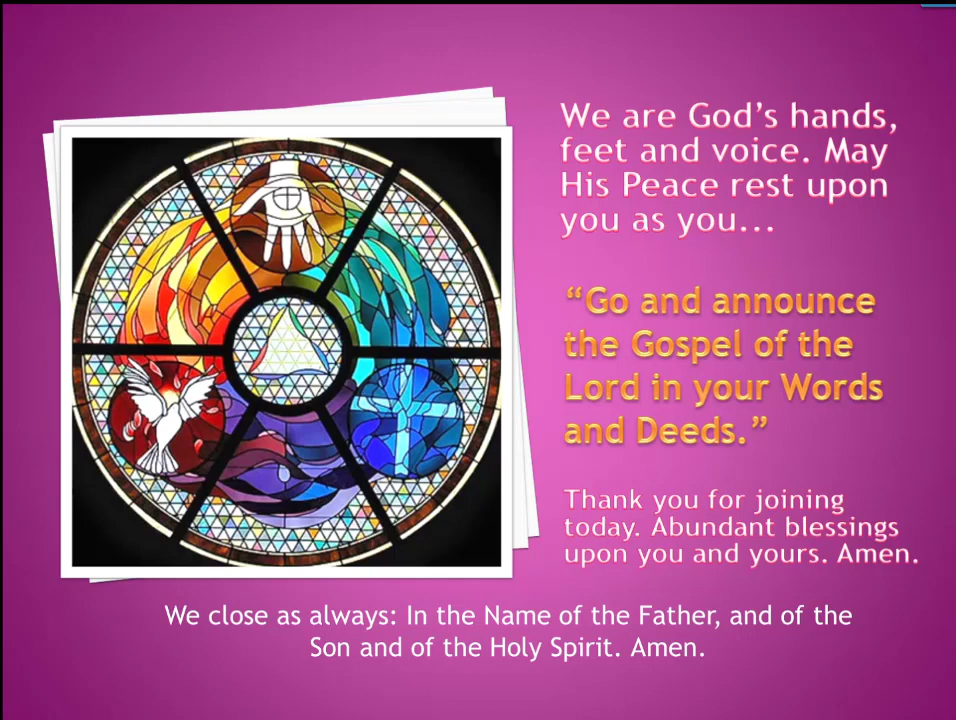 We are God’s hands,
feet and voice. May
His Peace rest upon
you as you...
“Go and announce
the Gospel of the
Lord in your Words
and Deeds.”
Thank you for joining
today. Abundant blessings
upon you and yours. Amen.
We close as always: In the Name of the Father, and of the
Son and of the Holy Spirit. Amen.